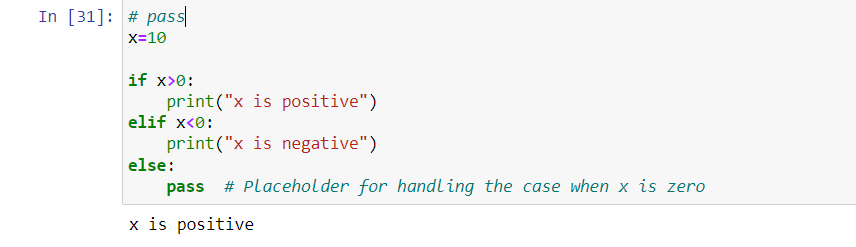 In [31]: # pass
x=10
if x>0:
    print("x is positive")
elif x<0:
    print("x is negative")
else:
    pass  # Placeholder for handling the case when x is zero
x is positive